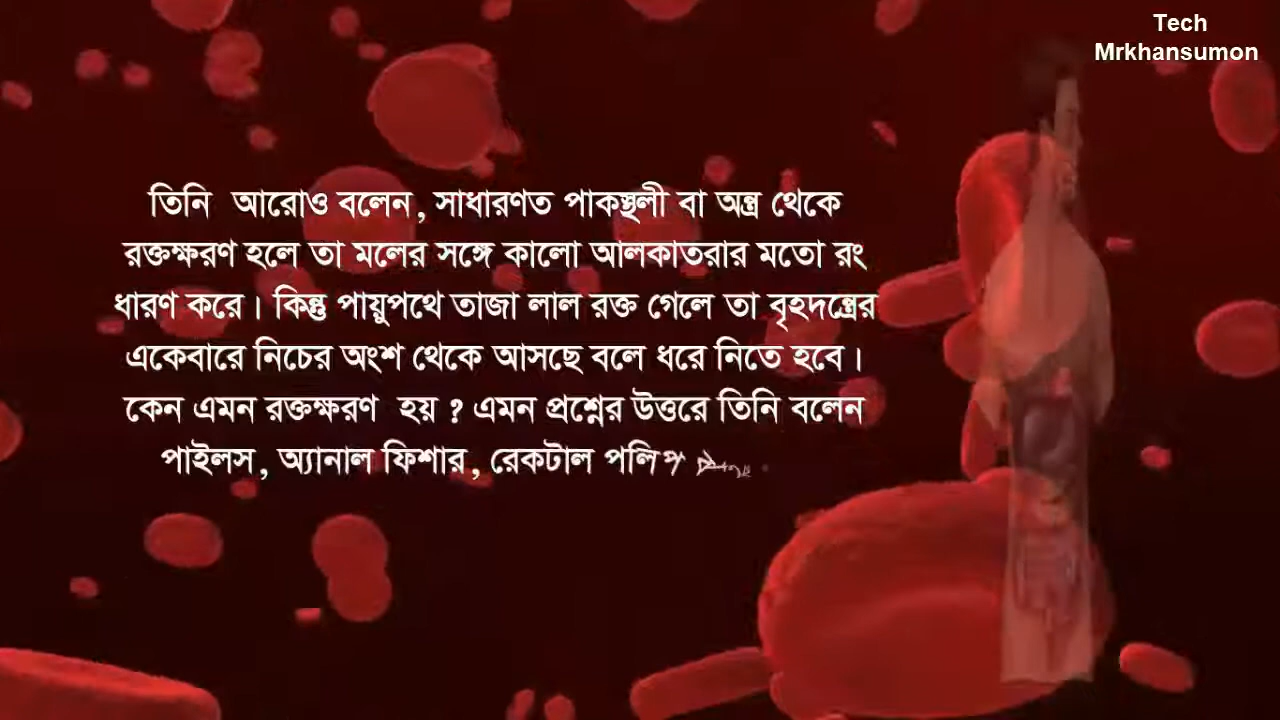 Tech
Mrkhansumon
তিনি আরোও বলেন, সাধারণত পাকস্থলী বা অন্ত্র থেকে
রক্তক্ষরণ হলে তা মলের সঙ্গে কালো আলকাতরার মতো রং
ধারণ করে। কিন্তু পায়ুপথে তাজা লাল রক্ত গেলে তা বৃহদন্ত্রের
একেবারে নিচের অংশ থেকে আসছে বলে ধরে নিতে হবে।
কেন এমন রক্তক্ষরণ হয় ? এমন প্রশ্নের উত্তরে তিনি বলেন
পাইলস, অ্যানাল ফিশার, রেকটাল পলিপ